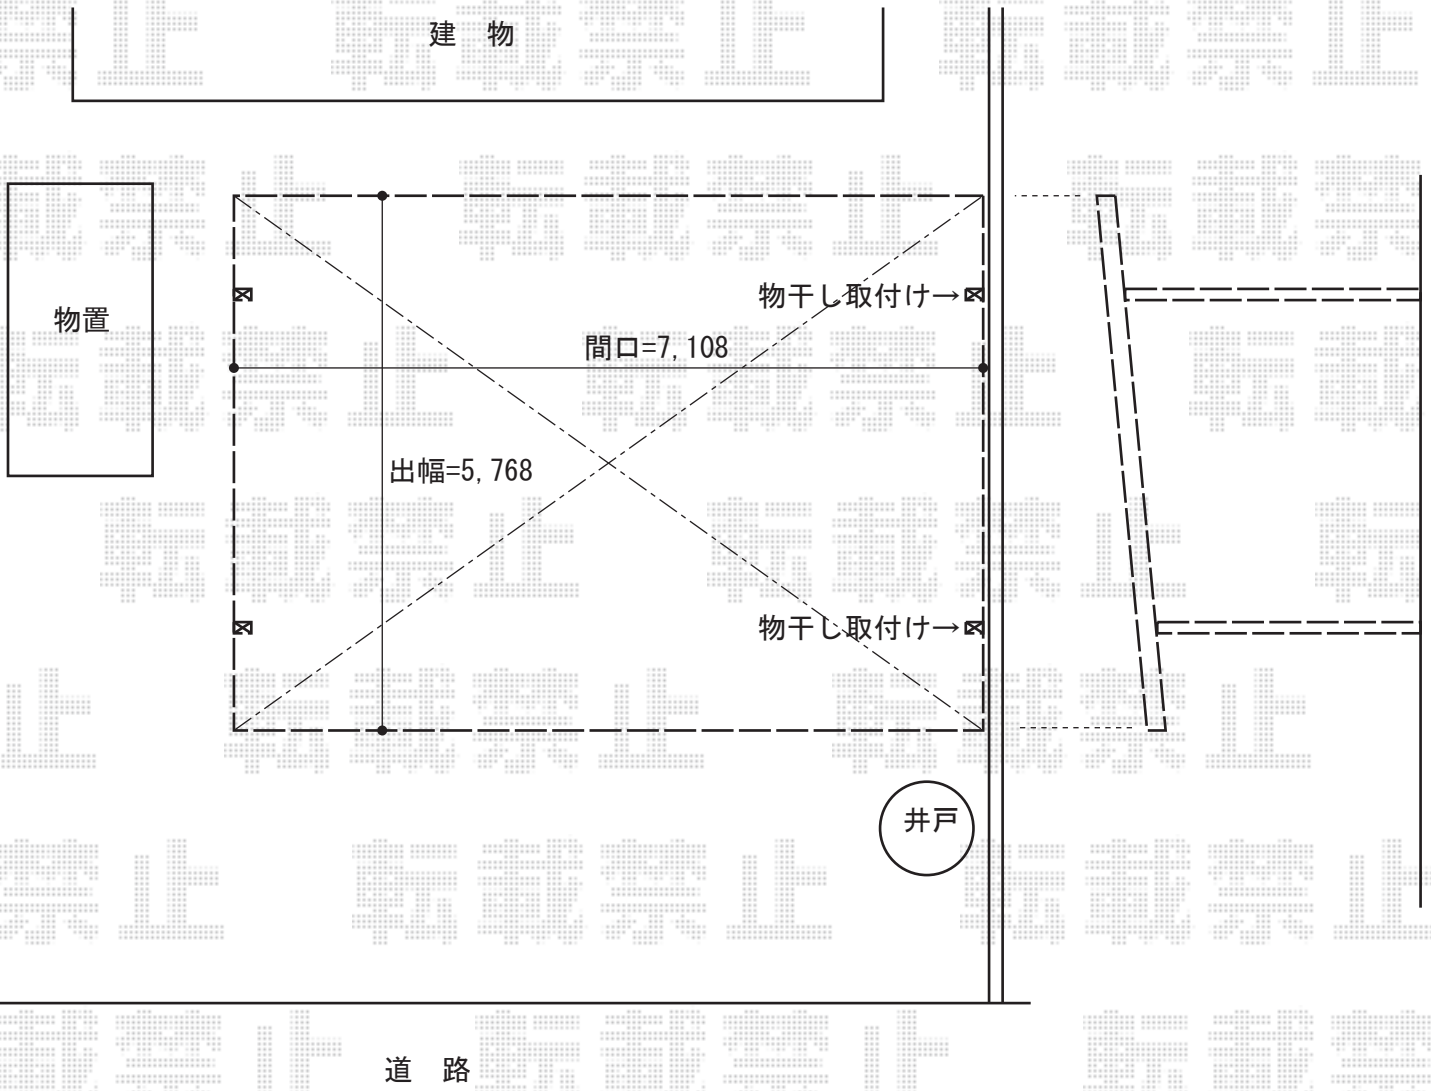 建 物
物置
物干し取付け→
間口=7,108
出幅=5,768
物干し取付け→
井戸
道 路
転載禁止